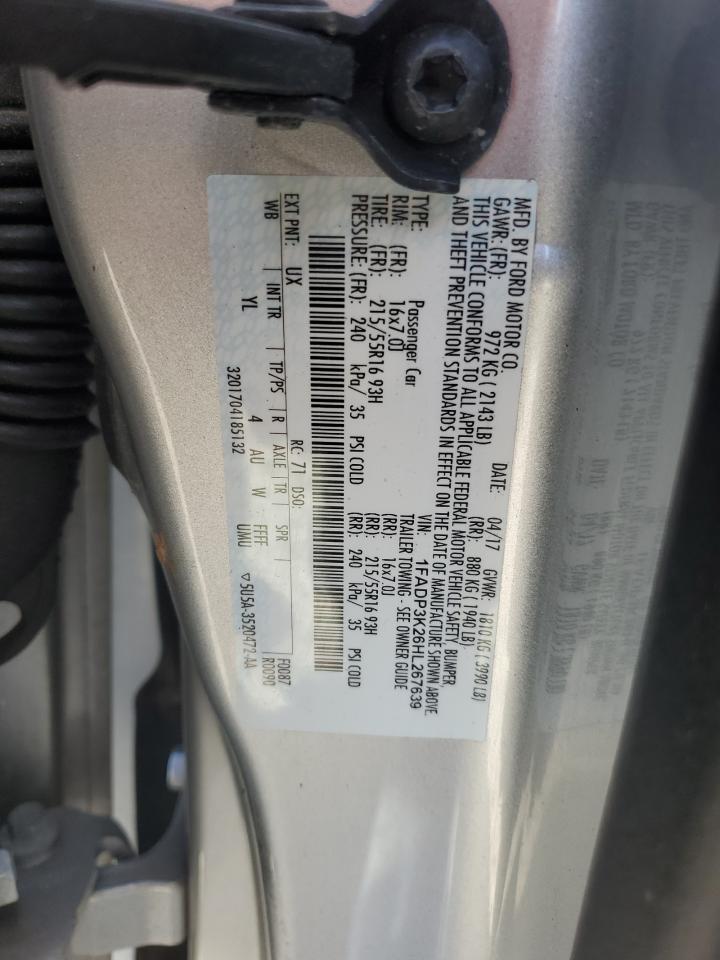 MFD. BY FORD MOTOR CO.
DATE: 04/17 GVWR: 1810 KG ( 3990 LB)
GAWR: (FR): 972 KG ( 2143 LB) (RR): 880 KG ( 1940 LB)
THIS VEHICLE CONFORMS TO ALL APPLICABLE FEDERAL MOTOR VEHICLE SAFETY, BUMPER,
AND THEFT PREVENTION STANDARDS IN EFFECT ON THE DATE OF MANUFACTURE SHOWN ABOVE
VIN: 1FADP3K26HL267639
TYPE: Passenger Car TRAILER TOWING - SEE OWNER GUIDE
RIM: (FR): 16x7.0J (RR): 16x7.0J
TIRE: (FR): 215/55R16 93H (RR): 215/55R16 93H
PRESSURE: (FR): 240 kPa/ 35 PSI COLD (RR): 240 kPa/ 35 PSI COLD
EXT PNT: UX RC: 71 DSO: F0087
R0090
WB INT TR TP/PS R AXLE TR SPR
YL 4 AU W FFFF
UMU
3201704185132 ▽ 5U5A-3520472-AA